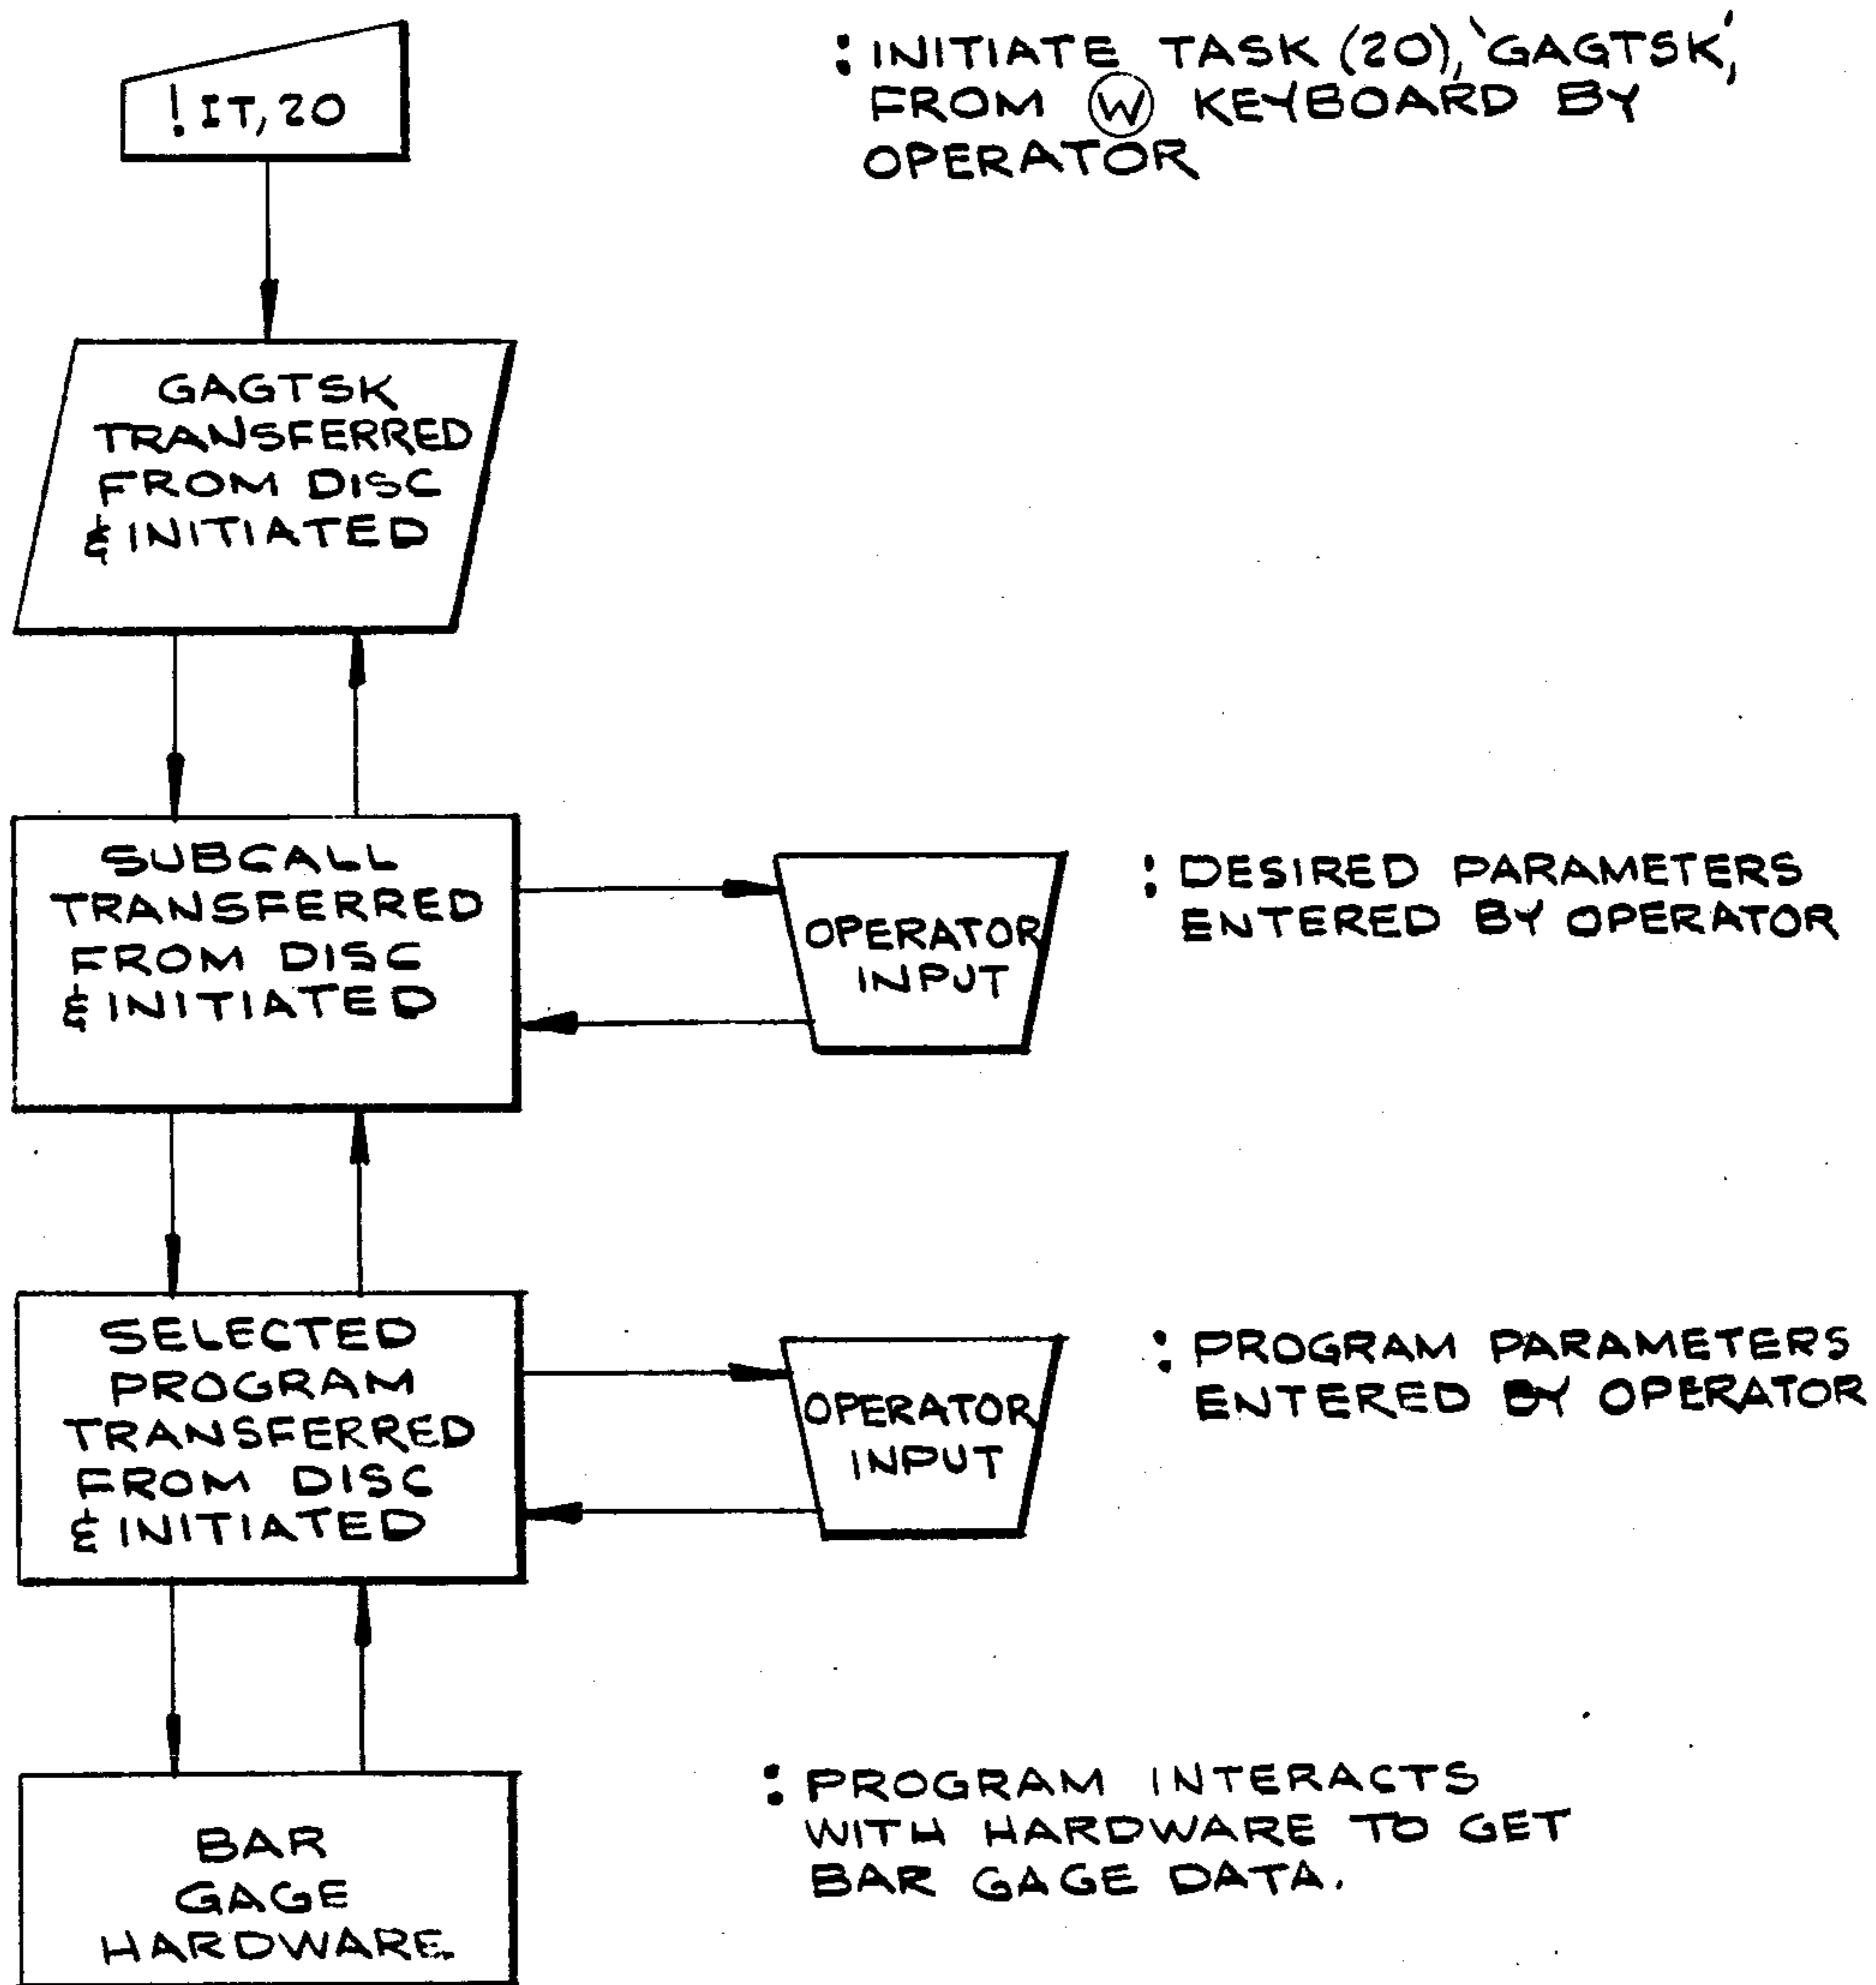 !IT,20
: INITIATE TASK (20), 'GAGTSK',
FROM W KEYBOARD BY
OPERATOR
GAGTSK
TRANSFERRED
FROM DISC
& INITIATED
SUBCALL
TRANSFERRED
FROM DISC
& INITIATED
OPERATOR
INPUT
: DESIRED PARAMETERS
ENTERED BY OPERATOR
SELECTED
PROGRAM
TRANSFERRED
FROM DISC
& INITIATED
OPERATOR
INPUT
: PROGRAM PARAMETERS
ENTERED BY OPERATOR
BAR
GAGE
HARDWARE
: PROGRAM INTERACTS
WITH HARDWARE TO GET
BAR GAGE DATA.